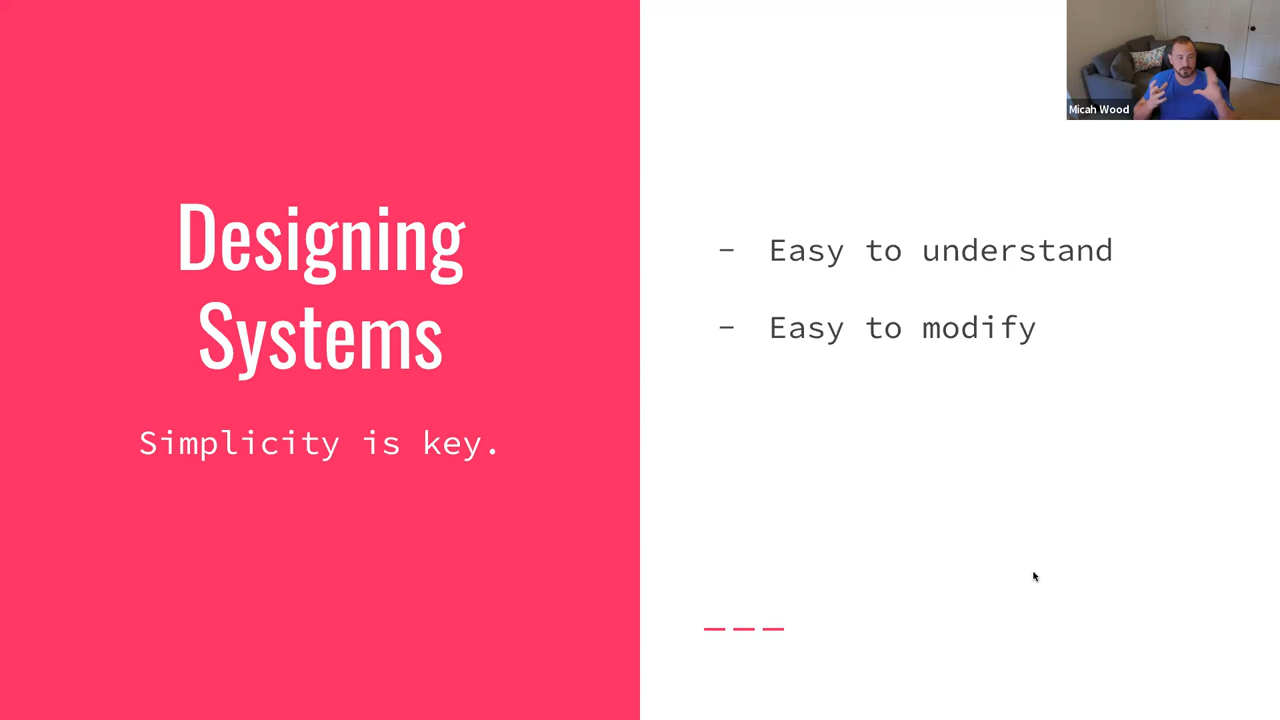 Designing
Systems
Simplicity is key.
- Easy to understand
- Easy to modify
Micah Wood